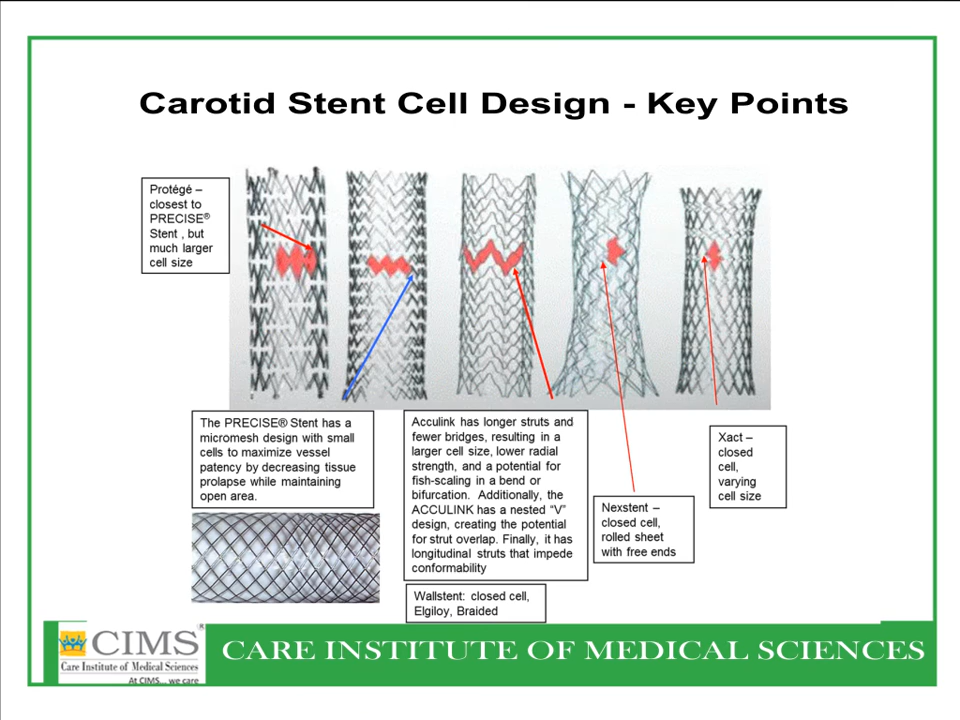 Carotid Stent Cell Design - Key Points
Protégé –
closest to
PRECISE®
Stent , but
much larger
cell size
The PRECISE® Stent has a
micromesh design with small
cells to maximize vessel
patency by decreasing tissue
prolapse while maintaining
open area.
Acculink has longer struts and
fewer bridges, resulting in a
larger cell size, lower radial
strength, and a potential for
fish-scaling in a bend or
bifurcation. Additionally, the
ACCULINK has a nested “V”
design, creating the potential
for strut overlap. Finally, it has
longitudinal struts that impede
conformability
Nexstent –
closed cell,
rolled sheet
with free ends
Xact –
closed
cell,
varying
cell size
Wallstent: closed cell,
Elgiloy, Braided
CIMS®
Care Institute of Medical Sciences
At CIMS... we care
CARE INSTITUTE OF MEDICAL SCIENCES